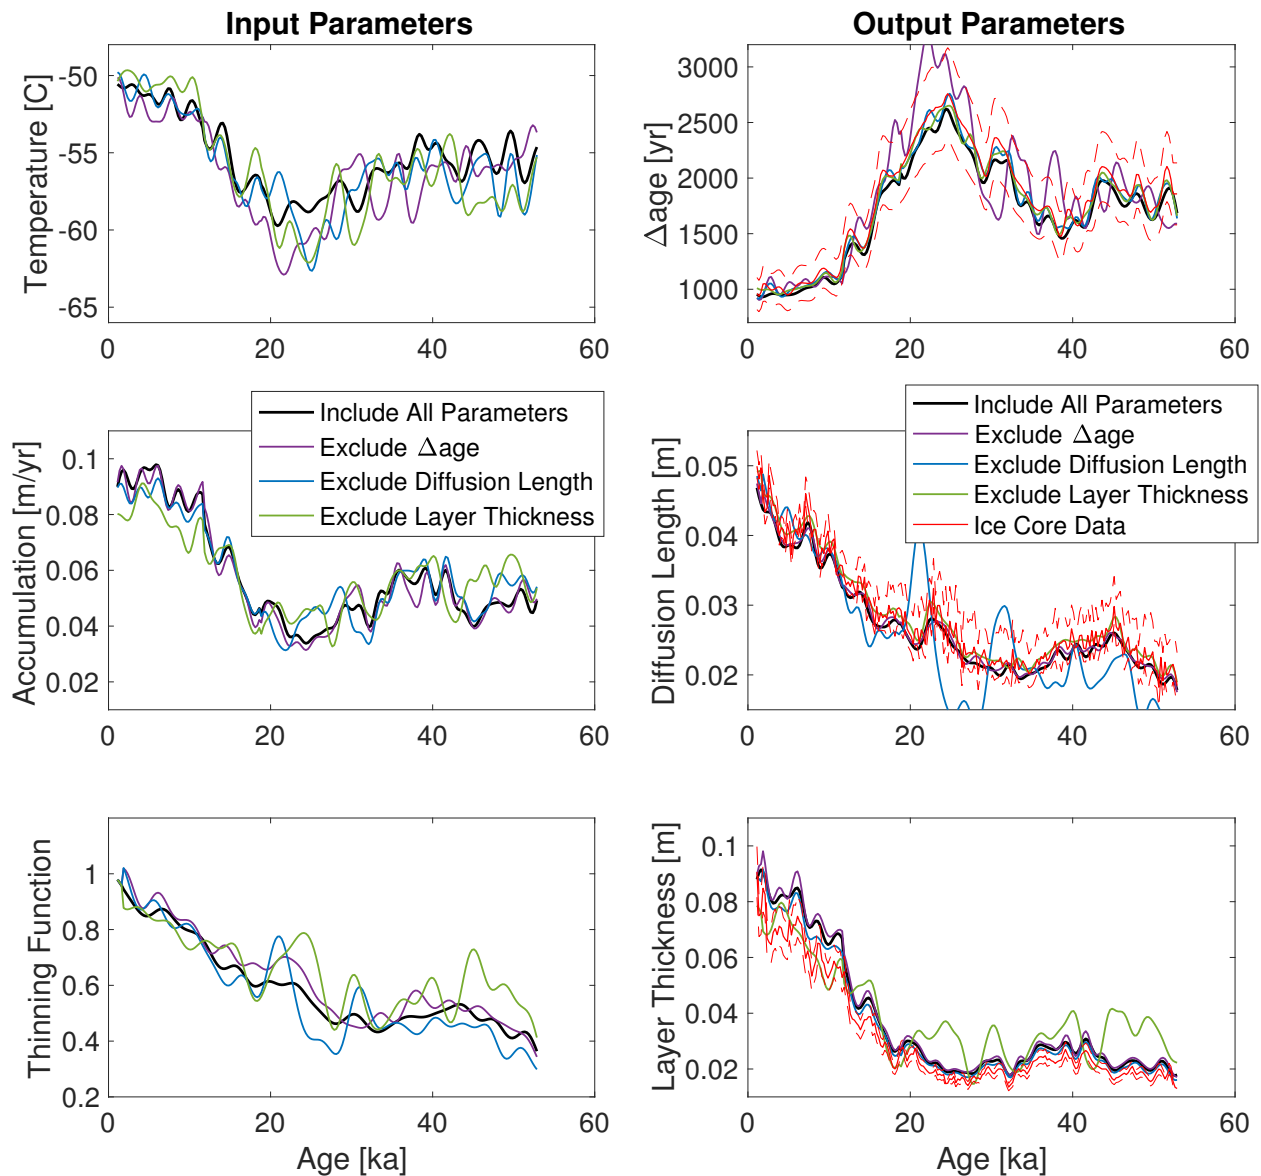 Input Parameters
Output Parameters
Temperature [C]
-50
-55
-60
-65
0
20
40
60
Δage [yr]
3000
2500
2000
1500
1000
0
20
40
60
Accumulation [m/yr]
0.1
0.08
0.06
0.04
0.02
0
20
40
60
Include All Parameters
Exclude Δage
Exclude Diffusion Length
Exclude Layer Thickness
Diffusion Length [m]
0.05
0.04
0.03
0.02
0
20
40
60
Include All Parameters
Exclude Δage
Exclude Diffusion Length
Exclude Layer Thickness
Ice Core Data
Thinning Function
1
0.8
0.6
0.4
0.2
0
20
40
60
Age [ka]
Layer Thickness [m]
0.1
0.08
0.06
0.04
0.02
0
20
40
60
Age [ka]